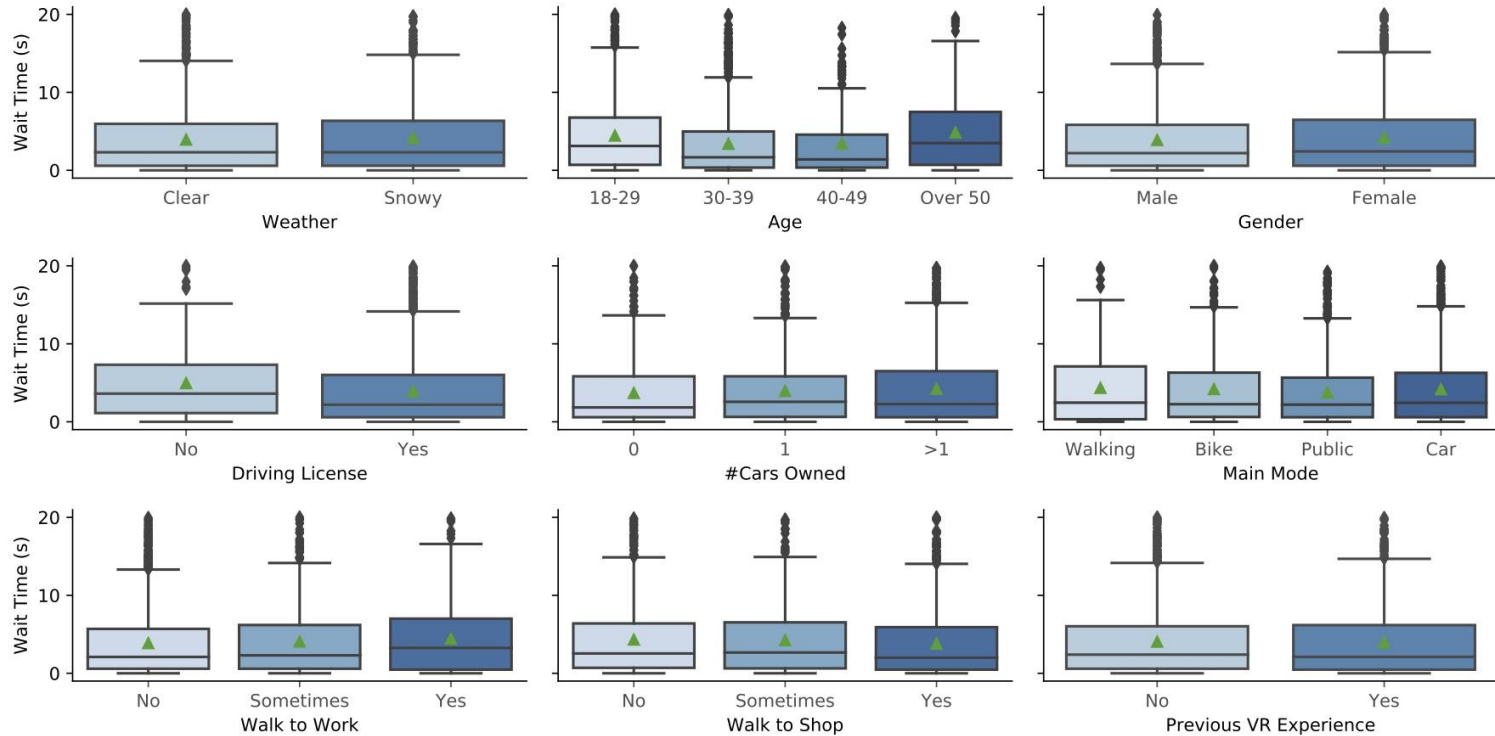 Wait Time (s)
20
10
0
Clear Snowy
Weather
18-29 30-39 40-49 Over 50
Age
Male Female
Gender
Wait Time (s)
20
10
0
No Yes
Driving License
0 1 >1
#Cars Owned
Walking Bike Public Car
Main Mode
Wait Time (s)
20
10
0
No Sometimes Yes
Walk to Work
No Sometimes Yes
Walk to Shop
No Yes
Previous VR Experience